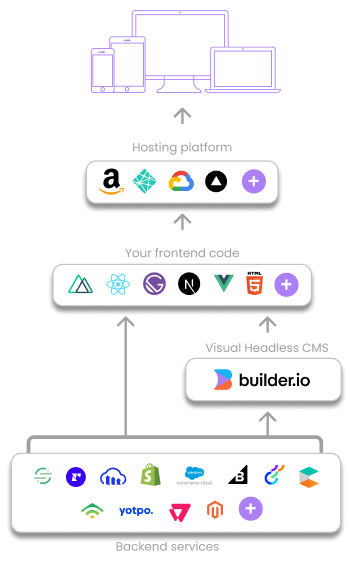 Hosting platform
a
Your frontend code
N
HTML
5
Visual Headless CMS
builder.io
salesforce
commerce cloud
B
yotpo.
Backend services